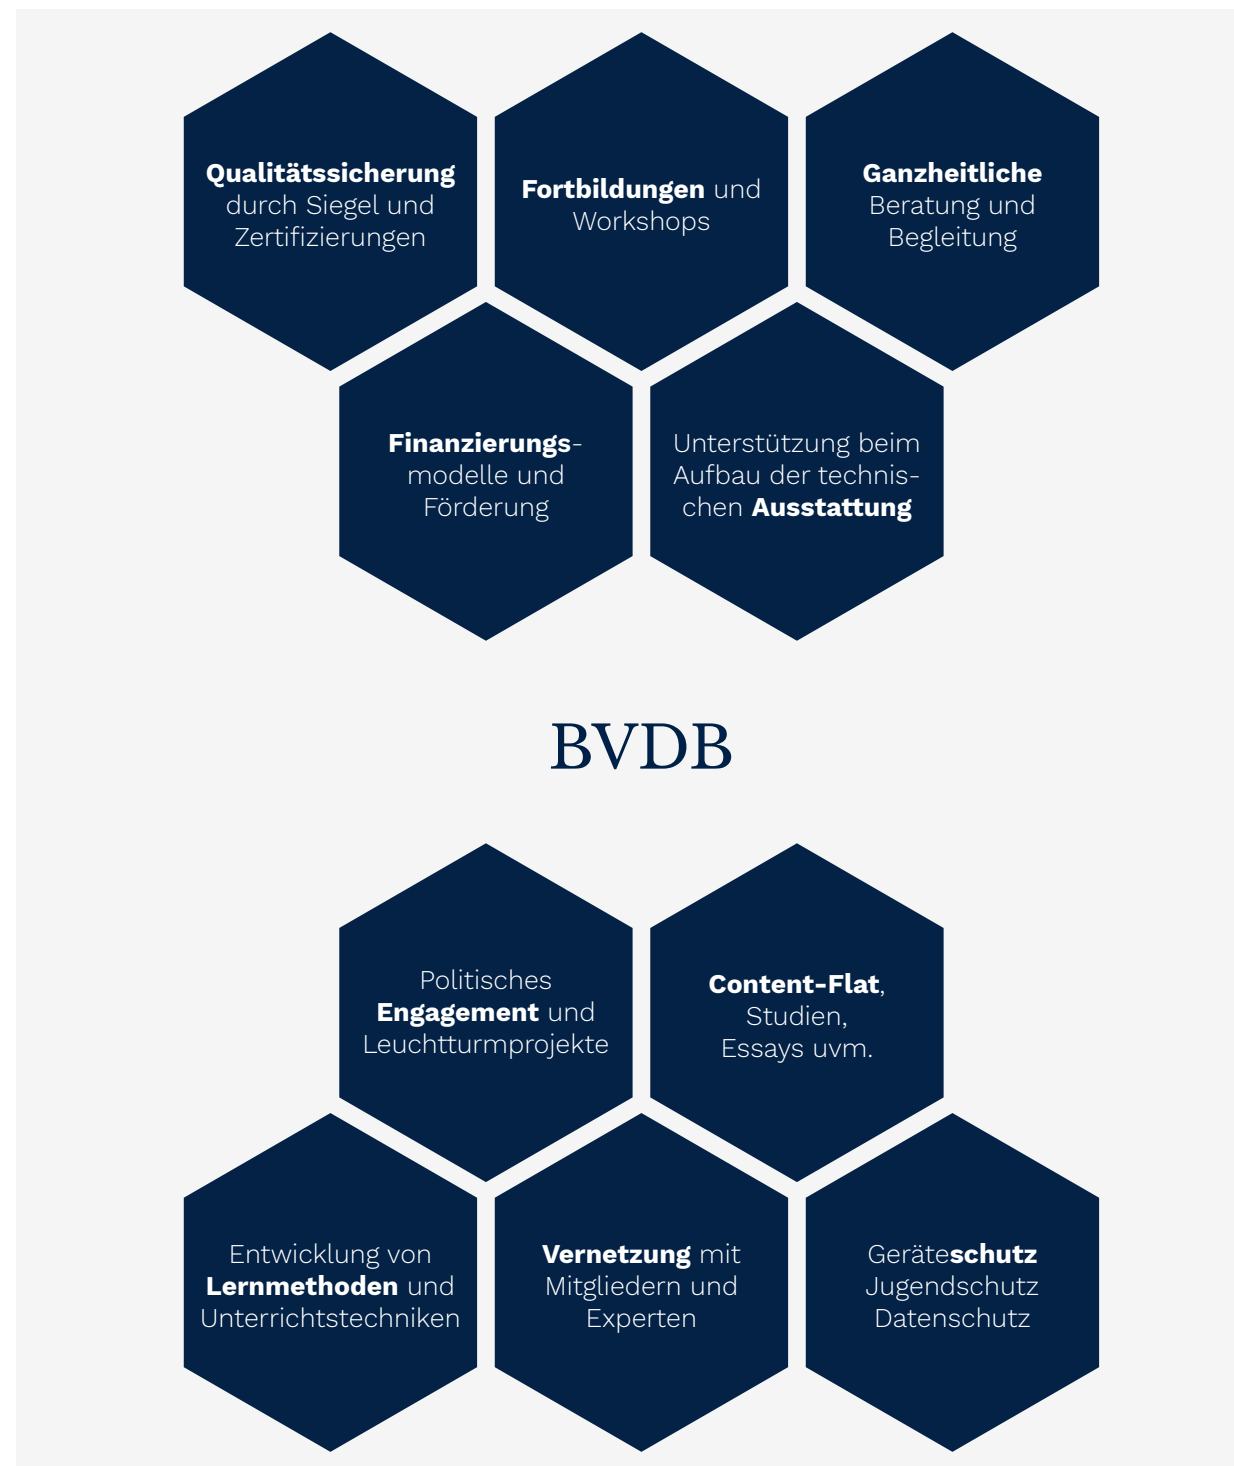 Qualitätssicherung
durch Siegel und
Zertifizierungen
Fortbildungen und
Workshops
Ganzheitliche
Beratung und
Begleitung
Finanzierungs-
modelle und
Förderung
Unterstützung beim
Aufbau der technis-
chen Ausstattung
BVDB
Politisches
Engagement und
Leuchtturmprojekte
Content-Flat,
Studien,
Essays uvm.
Entwicklung von
Lernmethoden und
Unterrichtstechniken
Vernetzung mit
Mitgliedern und
Experten
Geräteschutz
Jugendschutz
Datenschutz